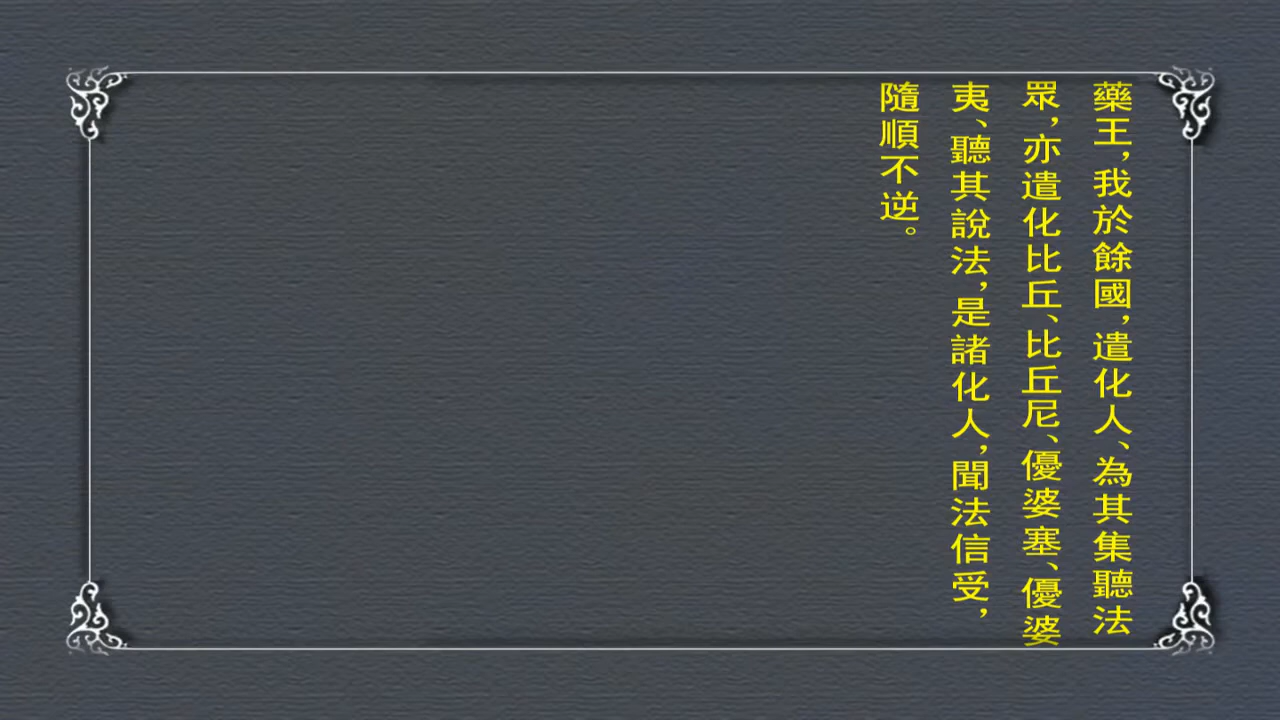 藥王，我於餘國，遣化人、為其集聽法
眾，亦遣化比丘、比丘尼、優婆塞、優婆
夷、聽其說法，是諸化人，聞法信受，
隨順不逆。